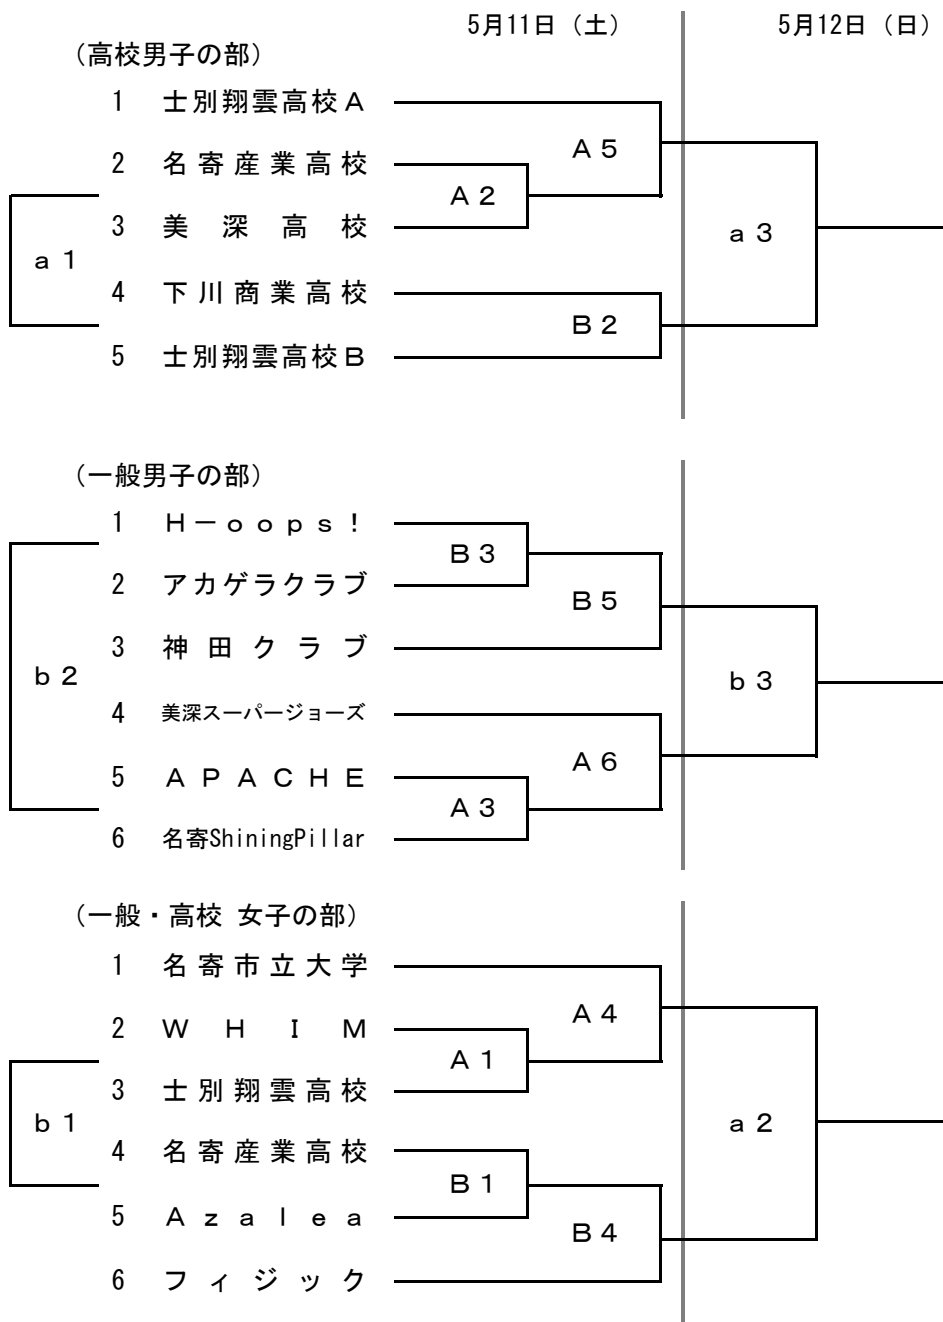 5月11日（土） 5月12日（日）
（高校男子の部）
1 士別翔雲高校A
A5
2 名寄産業高校
A2
3 美深高校
a3
a1
4 下川商業高校
B2
5 士別翔雲高校B
（一般男子の部）
1 H－oops！
B3
2 アカゲラクラブ
B5
3 神田クラブ
b2
b3
4 美深スーパージョーズ
A6
5 APACHE
A3
6 名寄ShiningPillar
（一般・高校 女子の部）
1 名寄市立大学
A4
2 WHIM
A1
3 士別翔雲高校
b1
a2
4 名寄産業高校
B1
5 Azalea
B4
6 フィジック